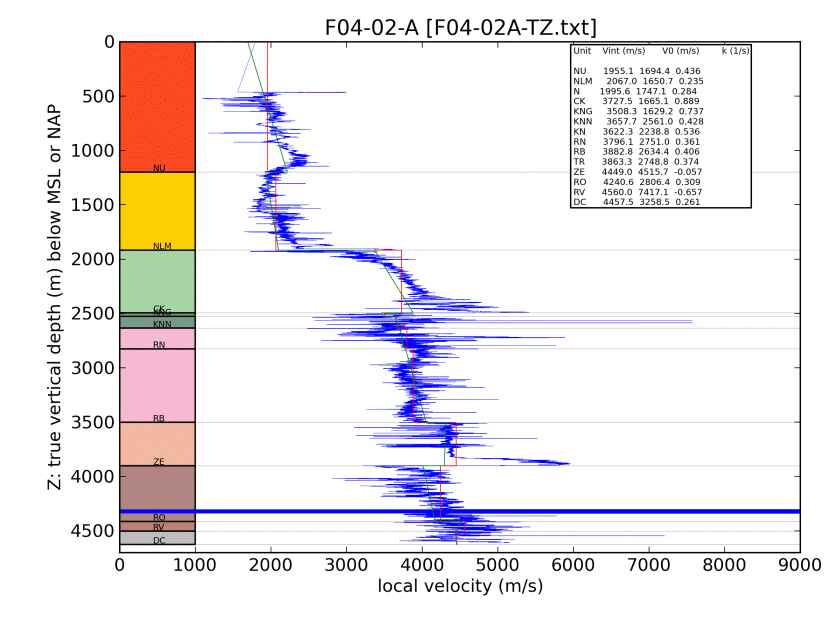 F04-02-A [F04-02A-TZ.txt]
Unit Vint (m/s) V0 (m/s) k (1/s)
NU 1955.1 1694.4 0.436
NLM 2067.0 1650.7 0.235
N 1995.6 1747.1 0.284
CK 3727.5 1665.1 0.889
KNG 3508.3 1629.2 0.737
KNN 3657.7 2561.0 0.428
KN 3622.3 2238.8 0.536
RN 3796.1 2751.0 0.361
RB 3882.8 2634.4 0.406
TR 3863.3 2748.8 0.374
ZE 4449.0 4515.7 -0.057
RO 4240.6 2806.4 0.309
RV 4560.0 7417.1 -0.657
DC 4457.5 3258.5 0.261
Z: true vertical depth (m) below MSL or NAP
0
500
1000
1500
2000
2500
3000
3500
4000
4500
NU
NLM
CK
KNG
KNN
RN
RB
ZE
RO
RV
DC
0 1000 2000 3000 4000 5000 6000 7000 8000 9000
local velocity (m/s)